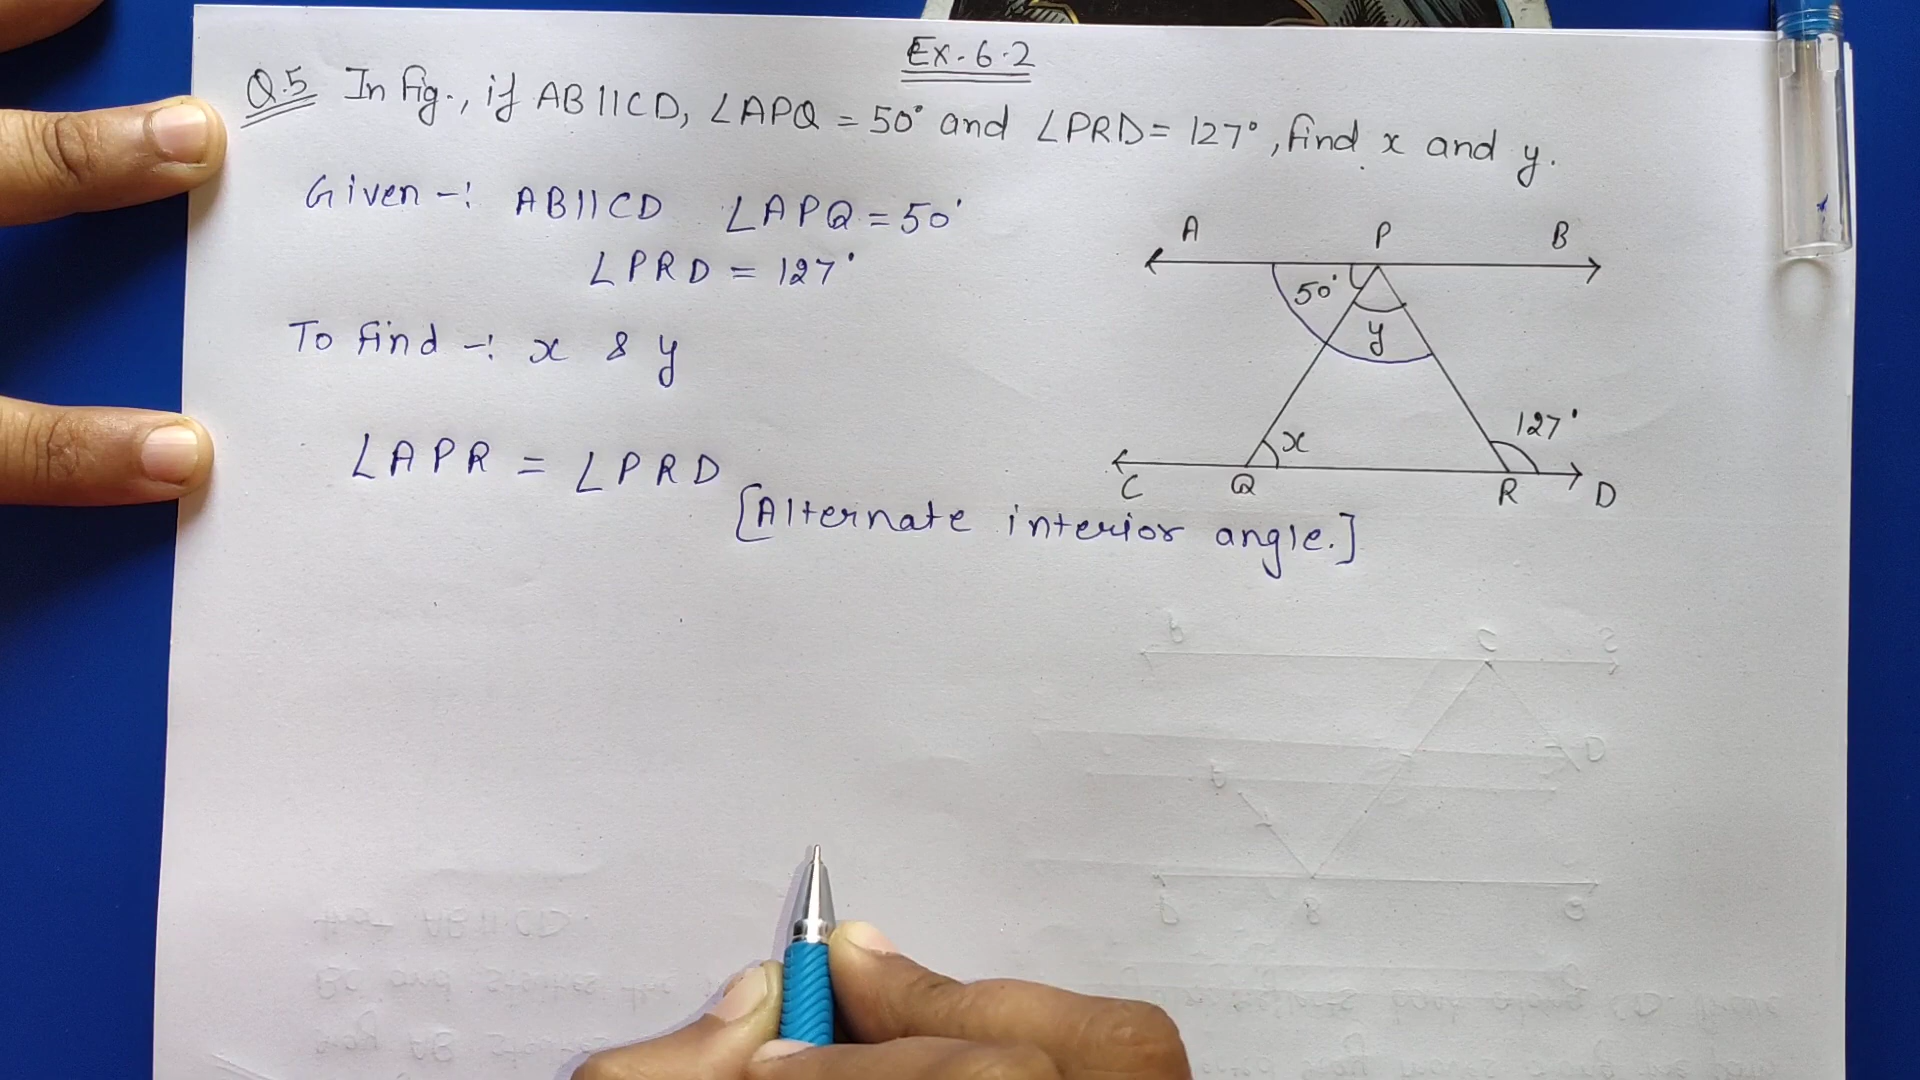 Ex-6.2
Q.5 In fig., if AB||CD, ∠APQ = 50° and ∠PRD = 127°, find x and y.
Given -: AB||CD ∠APQ = 50°
∠PRD = 127°
To find -: x & y
A P B
50°
y
127°
x
C Q R D
∠APR = ∠PRD
[Alternate interior angle.]